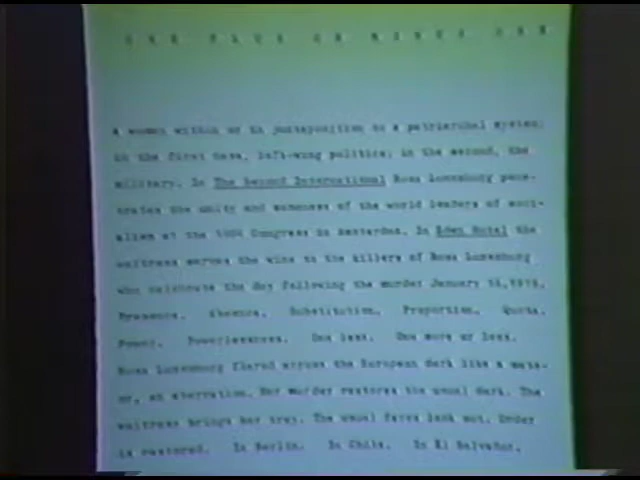 ONE PLUS OR MINUS ONE
A woman within or in juxtaposition to a patriarchal system:
in the first case, left-wing politics; in the second, the
military. In The Second International Rosa Luxemburg pene-
trates the unity and sameness of the world leaders of soci-
alism at the 1904 Congress in Amsterdam. In Eden Hotel the
waitress serves the wine to the killers of Rosa Luxemburg
who celebrate the day following the murder January 15, 1919.
Presence. Absence. Substitution. Proportion. Quota.
Power. Powerlessness. One less. One more or less.
Rosa Luxemburg flared across the European dark like a mete-
or, an aberration. Her murder restores the usual dark. The
waitress brings her tray. The usual faces look out. Order
is restored. In Berlin. In Chile. In El Salvador.